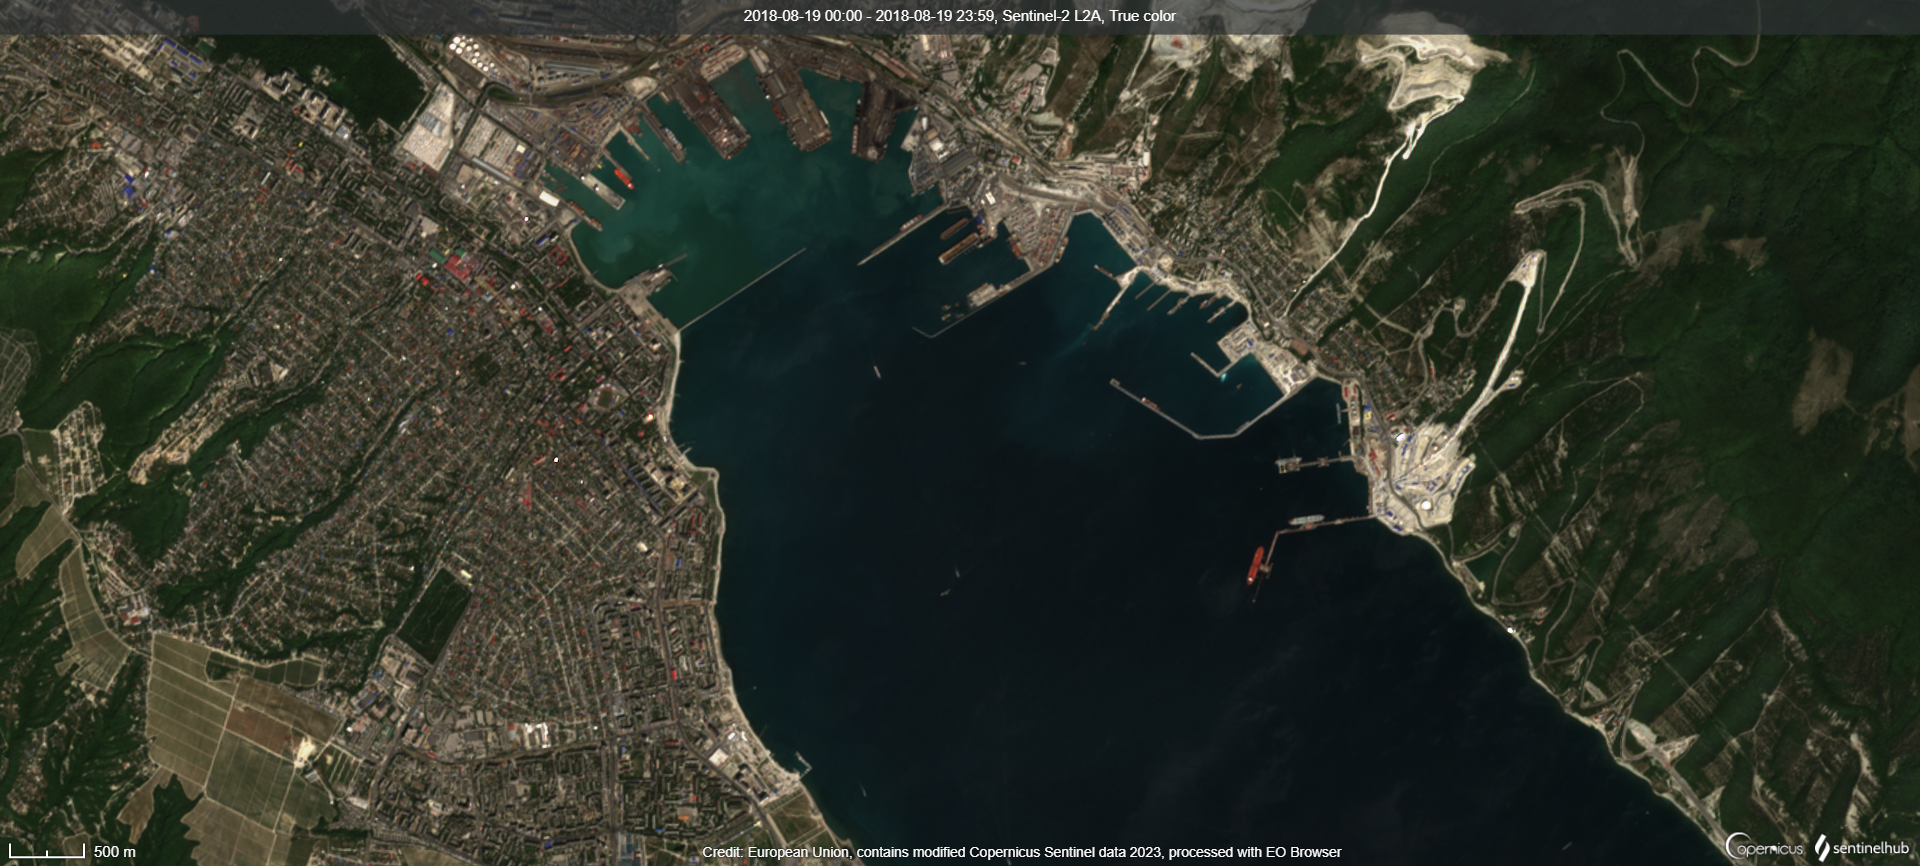 2018-08-19 00:00 - 2018-08-19 23:59, Sentinel-2 L2A, True color
500 m
Credit: European Union, contains modified Copernicus Sentinel data 2023, processed with EO Browser
opernicus
sentinelhub